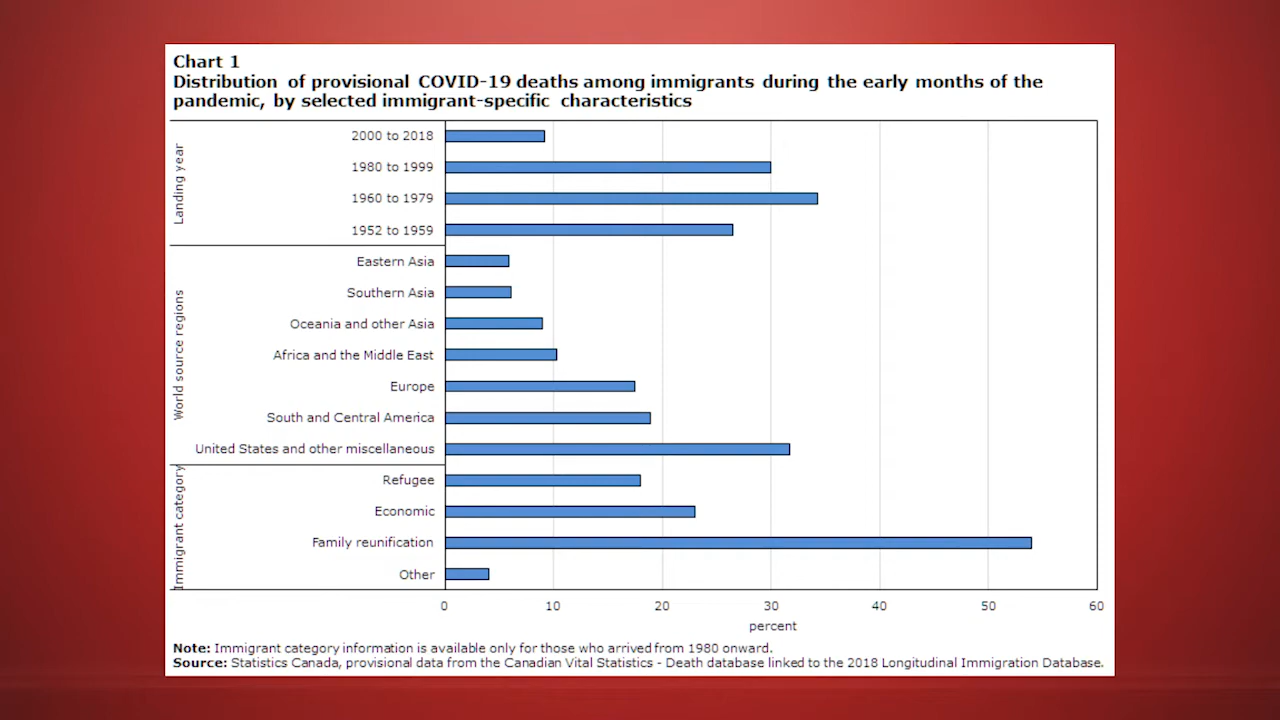 Chart 1
Distribution of provisional COVID-19 deaths among immigrants during the early months of the
pandemic, by selected immigrant-specific characteristics
Landing year
2000 to 2018
1980 to 1999
1960 to 1979
1952 to 1959
World source regions
Eastern Asia
Southern Asia
Oceania and other Asia
Africa and the Middle East
Europe
South and Central America
United States and other miscellaneous
Immigrant category
Refugee
Economic
Family reunification
Other
0 10 20 30 40 50 60
percent
Note: Immigrant category information is available only for those who arrived from 1980 onward.
Source: Statistics Canada, provisional data from the Canadian Vital Statistics - Death database linked to the 2018 Longitudinal Immigration Database.